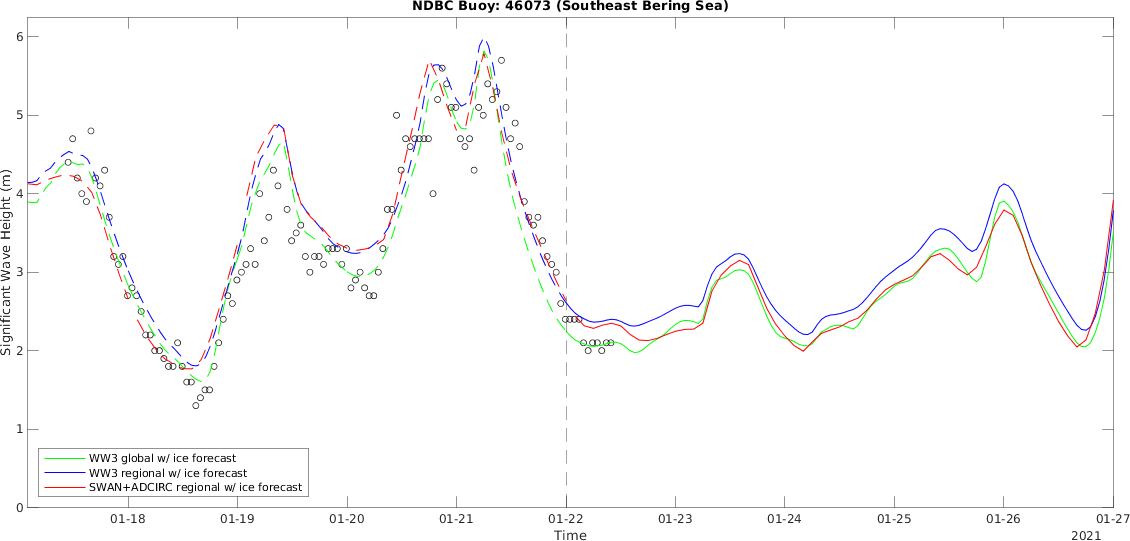 NDBC Buoy: 46073 (Southeast Bering Sea)
Significant Wave Height (m)
6
5
4
3
2
1
0
WW3 global w/ ice forecast
WW3 regional w/ ice forecast
SWAN+ADCIRC regional w/ ice forecast
01-18 01-19 01-20 01-21 01-22 01-23 01-24 01-25 01-26 01-27
Time
2021